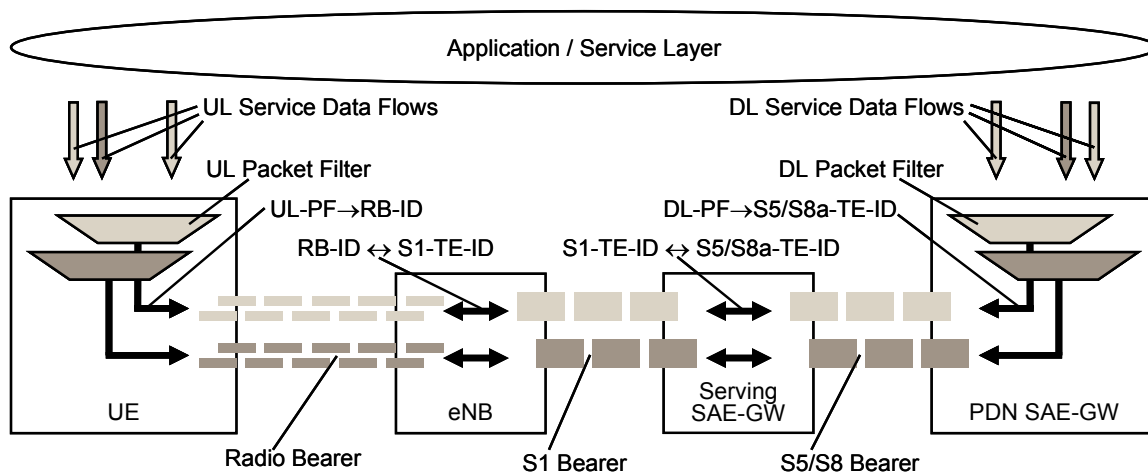 Application / Service Layer
UL Service Data Flows
DL Service Data Flows
UL Packet Filter
DL Packet Filter
UL-PF→RB-ID
DL-PF→S5/S8a-TE-ID
RB-ID ↔ S1-TE-ID
S1-TE-ID ↔ S5/S8a-TE-ID
UE
eNB
Serving
SAE-GW
PDN SAE-GW
Radio Bearer
S1 Bearer
S5/S8 Bearer